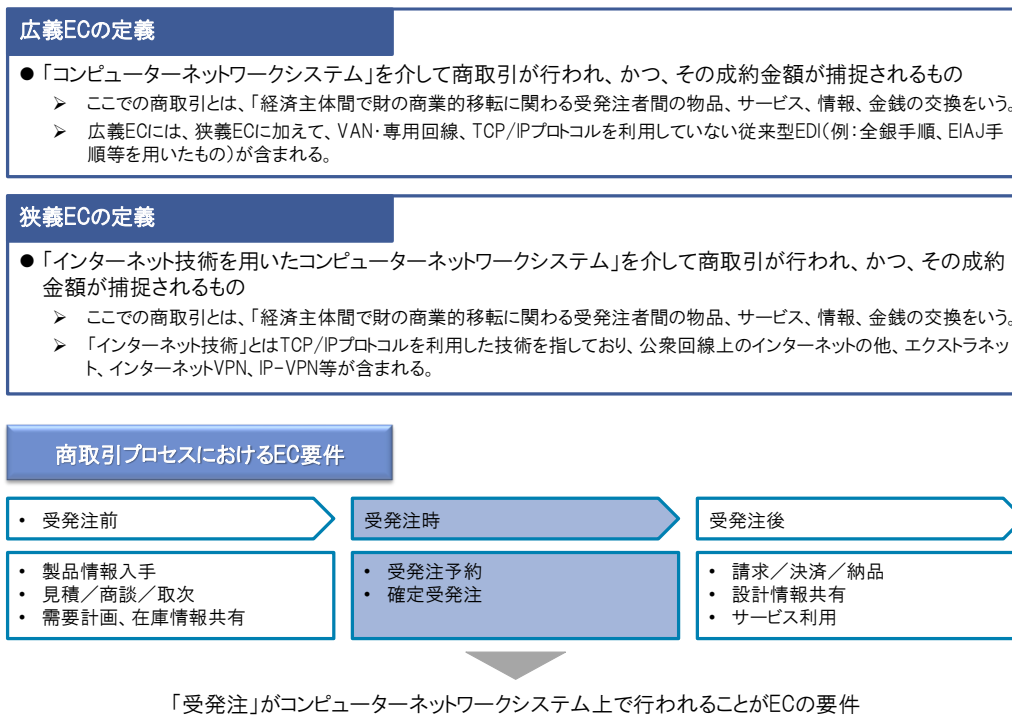 広義ECの定義
●「コンピューターネットワークシステム」を介して商取引が行われ、かつ、その成約金額が捕捉されるもの
➢ ここでの商取引とは、「経済主体間で財の商業的移転に関わる受発注者間の物品、サービス、情報、金銭の交換をいう。
➢ 広義ECには、狭義ECに加えて、VAN・専用回線、TCP/IPプロトコルを利用していない従来型EDI(例:全銀手順、EIAJ手
順等を用いたもの)が含まれる。
狭義ECの定義
●「インターネット技術を用いたコンピューターネットワークシステム」を介して商取引が行われ、かつ、その成約
金額が捕捉されるもの
➢ ここでの商取引とは、「経済主体間で財の商業的移転に関わる受発注者間の物品、サービス、情報、金銭の交換をいう。
➢ 「インターネット技術」とはTCP/IPプロトコルを利用した技術を指しており、公衆回線上のインターネットの他、エクストラネッ
ト、インターネットVPN、IP-VPN等が含まれる。
商取引プロセスにおけるEC要件
• 受発注前
• 製品情報入手
• 見積/商談/取次
• 需要計画、在庫情報共有
受発注時
• 受発注予約
• 確定受発注
受発注後
• 請求/決済/納品
• 設計情報共有
• サービス利用
「受発注」がコンピューターネットワークシステム上で行われることがECの要件